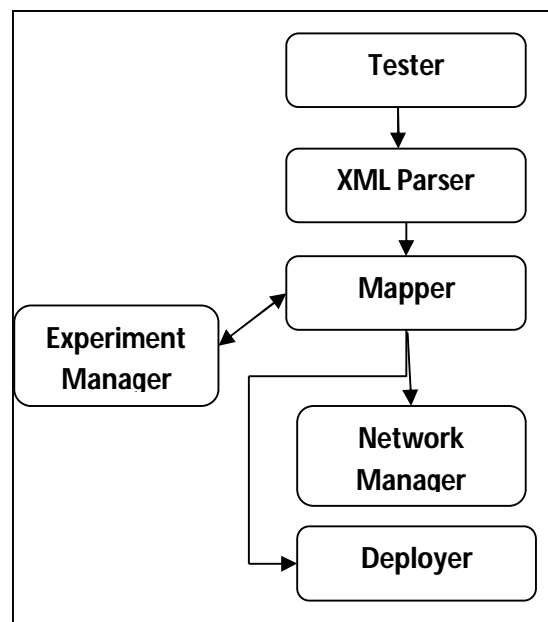 Tester
XML Parser
Mapper
Experiment
Manager
Network
Manager
Deployer